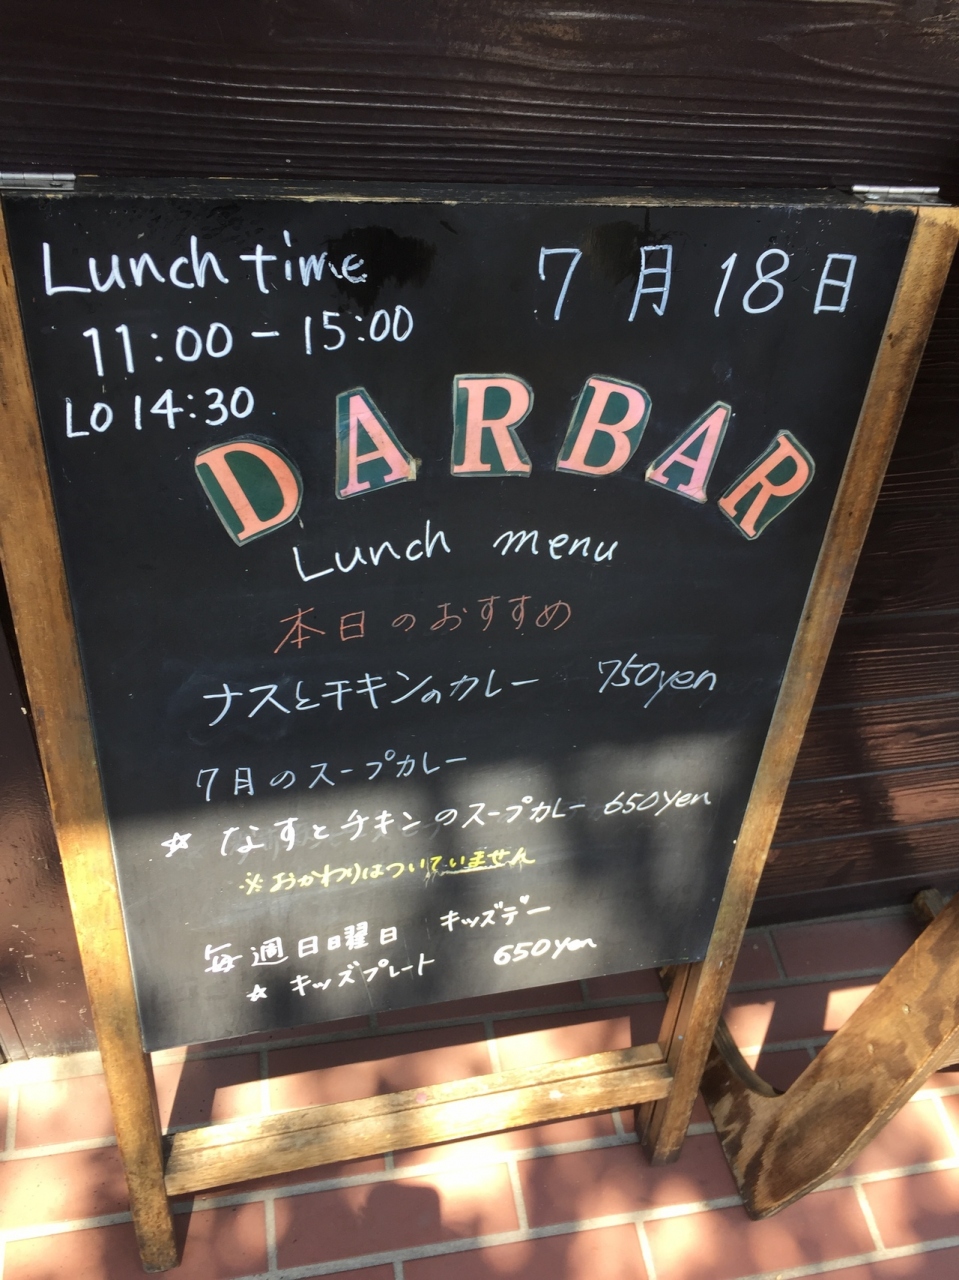 Lunch time
11:00 - 15:00
LO 14:30
7月18日
DARBAR
Lunch menu
本日のおすすめ
ナスとチキンのカレー 750yen
7月のスープカレー
☆ なすとチキンのスープカレー 650yen
※おかわりはついていません
毎週日曜日 キッズデー
☆ キッズプレート 650yen